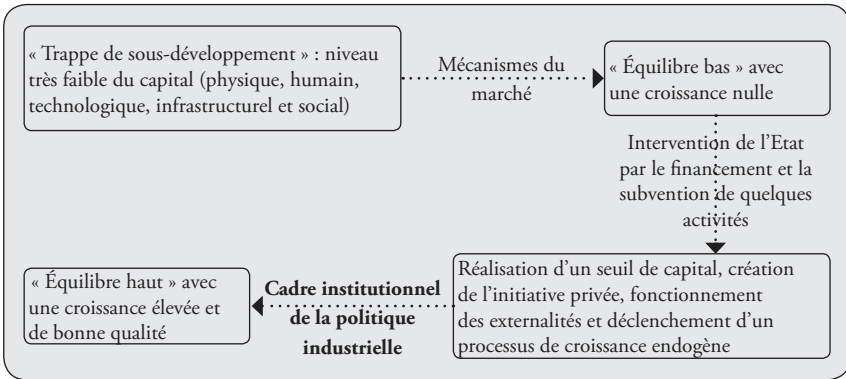 « Trappe de sous-développement » : niveau
très faible du capital (physique, humain,
technologique, infrastructurel et social)
Mécanismes du
marché
« Équilibre bas » avec
une croissance nulle
Intervention de l’Etat
par le financement et la
subvention de quelques
activités
« Équilibre haut » avec
une croissance élevée et
de bonne qualité
Cadre institutionnel
de la politique
industrielle
Réalisation d’un seuil de capital, création
de l’initiative privée, fonctionnement
des externalités et déclenchement d’un
processus de croissance endogène